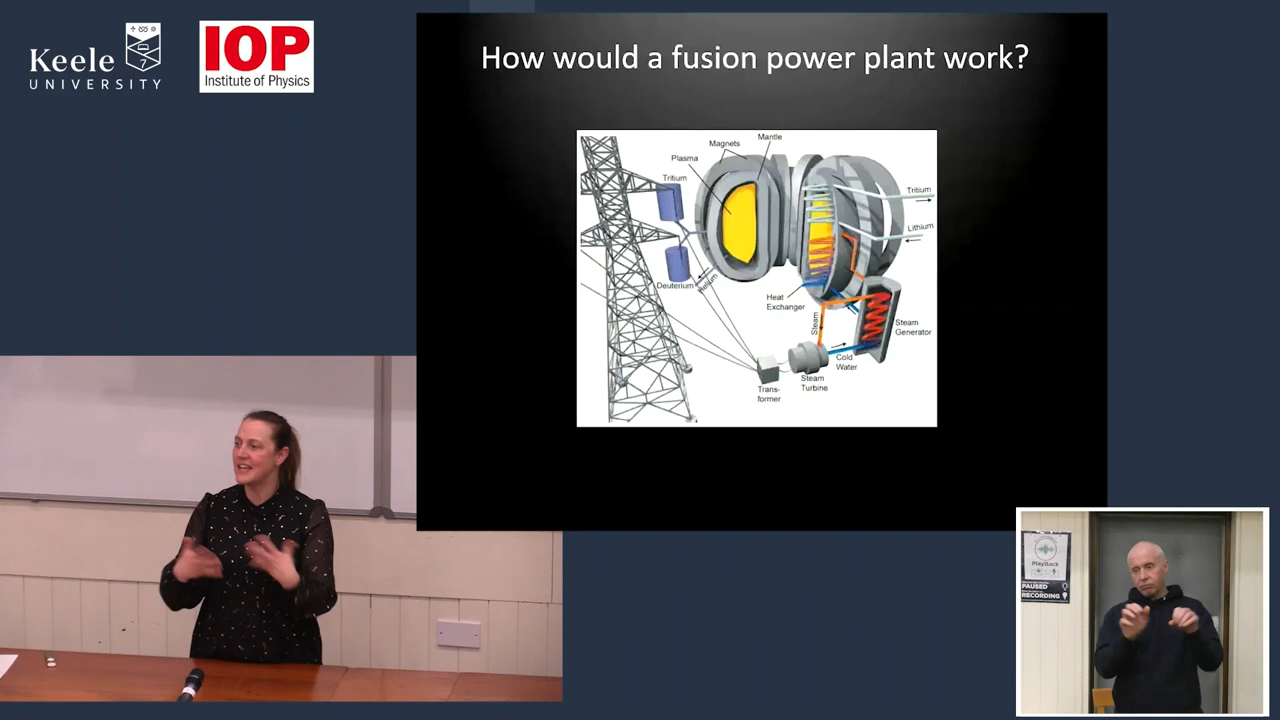 Keele
UNIVERSITY
IOP
Institute of Physics
How would a fusion power plant work?
Mantle
Magnets
Plasma
Tritium
Tritium
Lithium
Deuterium
Helium
Heat
Exchanger
Steam
Steam
Generator
Cold
Water
Steam
Turbine
Trans-
former
PlayBack
PAUSED
RECORDING